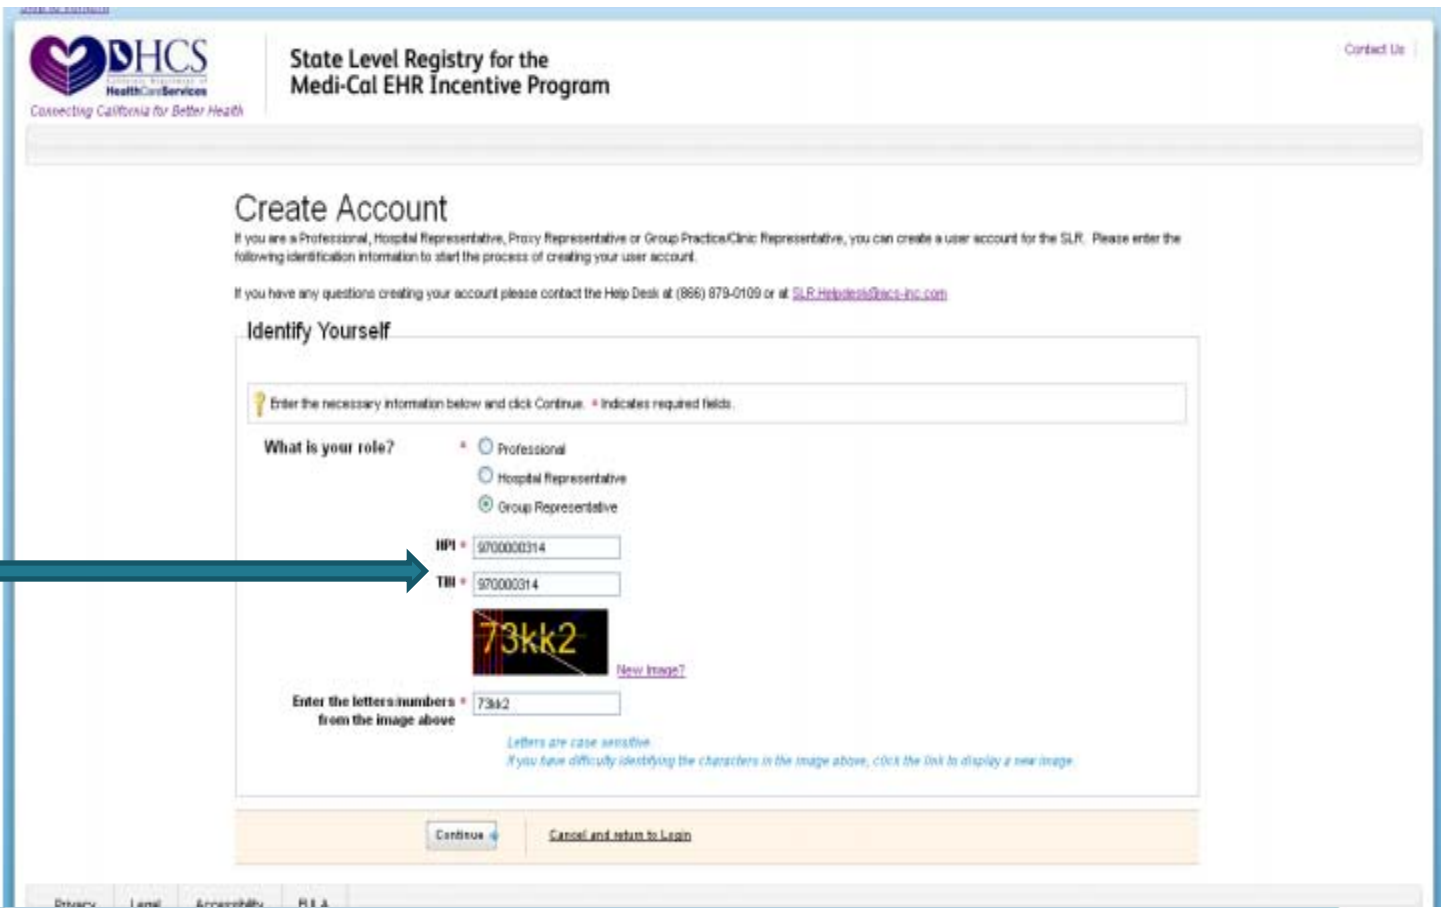 DHCS
HealthCareServices
Connecting California for Better Health
State Level Registry for the
Medi-Cal EHR Incentive Program
Contact Us
Create Account
If you are a Professional, Hospital Representative, Proxy Representative or Group Practice/Clinic Representative, you can create a user account for the SLR. Please enter the
following identification information to start the process of creating your user account.
If you have any questions creating your account please contact the Help Desk at (866) 879-0109 or at SLR.Helpdesk@acs-inc.com
Identify Yourself
Enter the necessary information below and click Continue. * Indicates required fields.
What is your role? *
Professional
Hospital Representative
Group Representative
NPI * 9700000314
TIN * 970000314
73kk2
New Image?
Enter the letters/numbers * 73kk2
from the image above
Letters are case sensitive
If you have difficulty identifying the characters in the image above, click the link to display a new image.
Continue
Cancel and return to Login
Privacy Legal Accessibility EULA